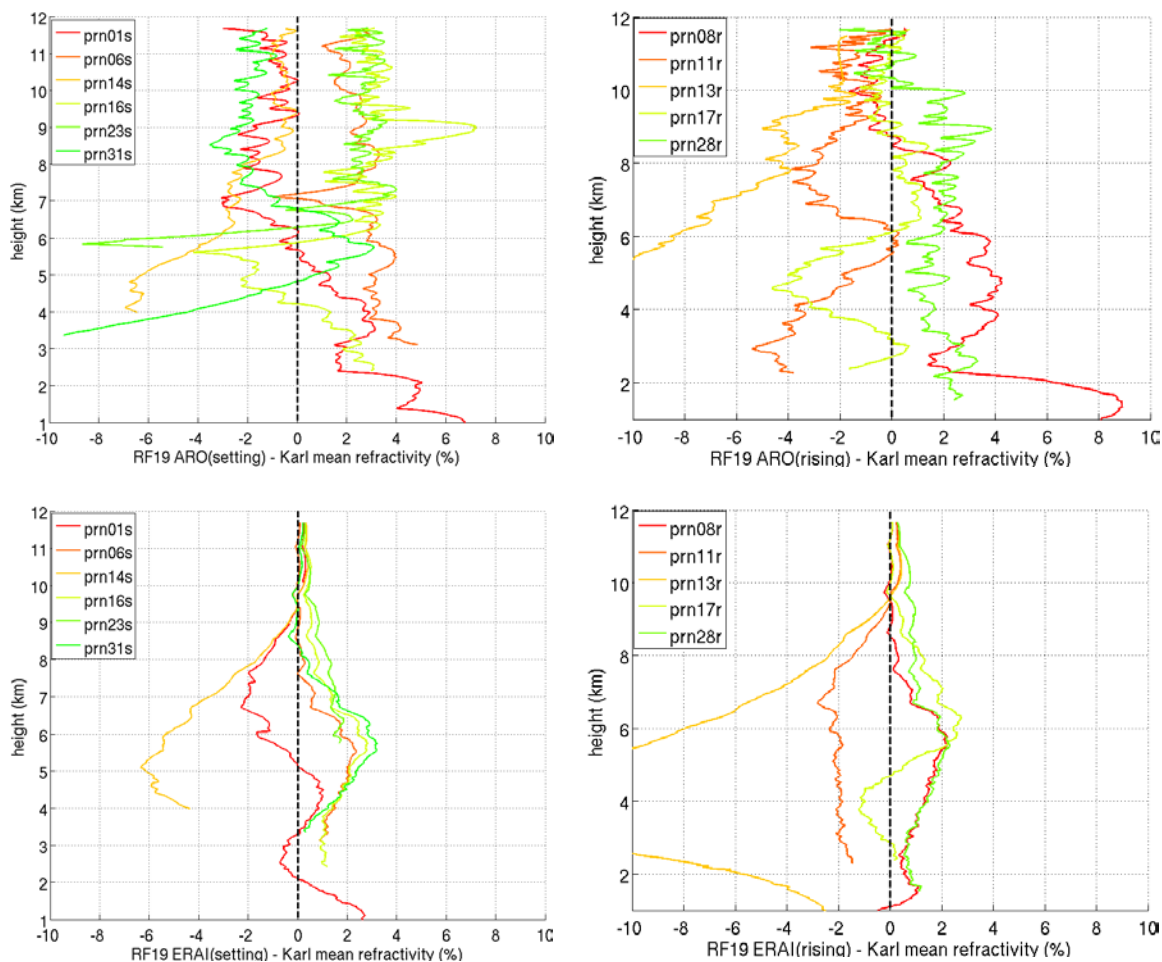 12
11
10
9
8
7
6
5
4
3
2
1
height (km)
prn01s
prn06s
prn14s
prn16s
prn23s
prn31s
-10 -8 -6 -4 -2 0 2 4 6 8 10
RF19 ARO(setting) - Karl mean refractivity (%)
12
10
8
6
4
2
height (km)
prn08r
prn11r
prn13r
prn17r
prn28r
-10 -8 -6 -4 -2 0 2 4 6 8 10
RF19 ARO(rising) - Karl mean refractivity (%)
12
11
10
9
8
7
6
5
4
3
2
1
height (km)
prn01s
prn06s
prn14s
prn16s
prn23s
prn31s
-10 -8 -6 -4 -2 0 2 4 6 8 10
RF19 ERAI(setting) - Karl mean refractivity (%)
12
10
8
6
4
2
height (km)
prn08r
prn11r
prn13r
prn17r
prn28r
-10 -8 -6 -4 -2 0 2 4 6 8 10
RF19 ERAI(rising) - Karl mean refractivity (%)